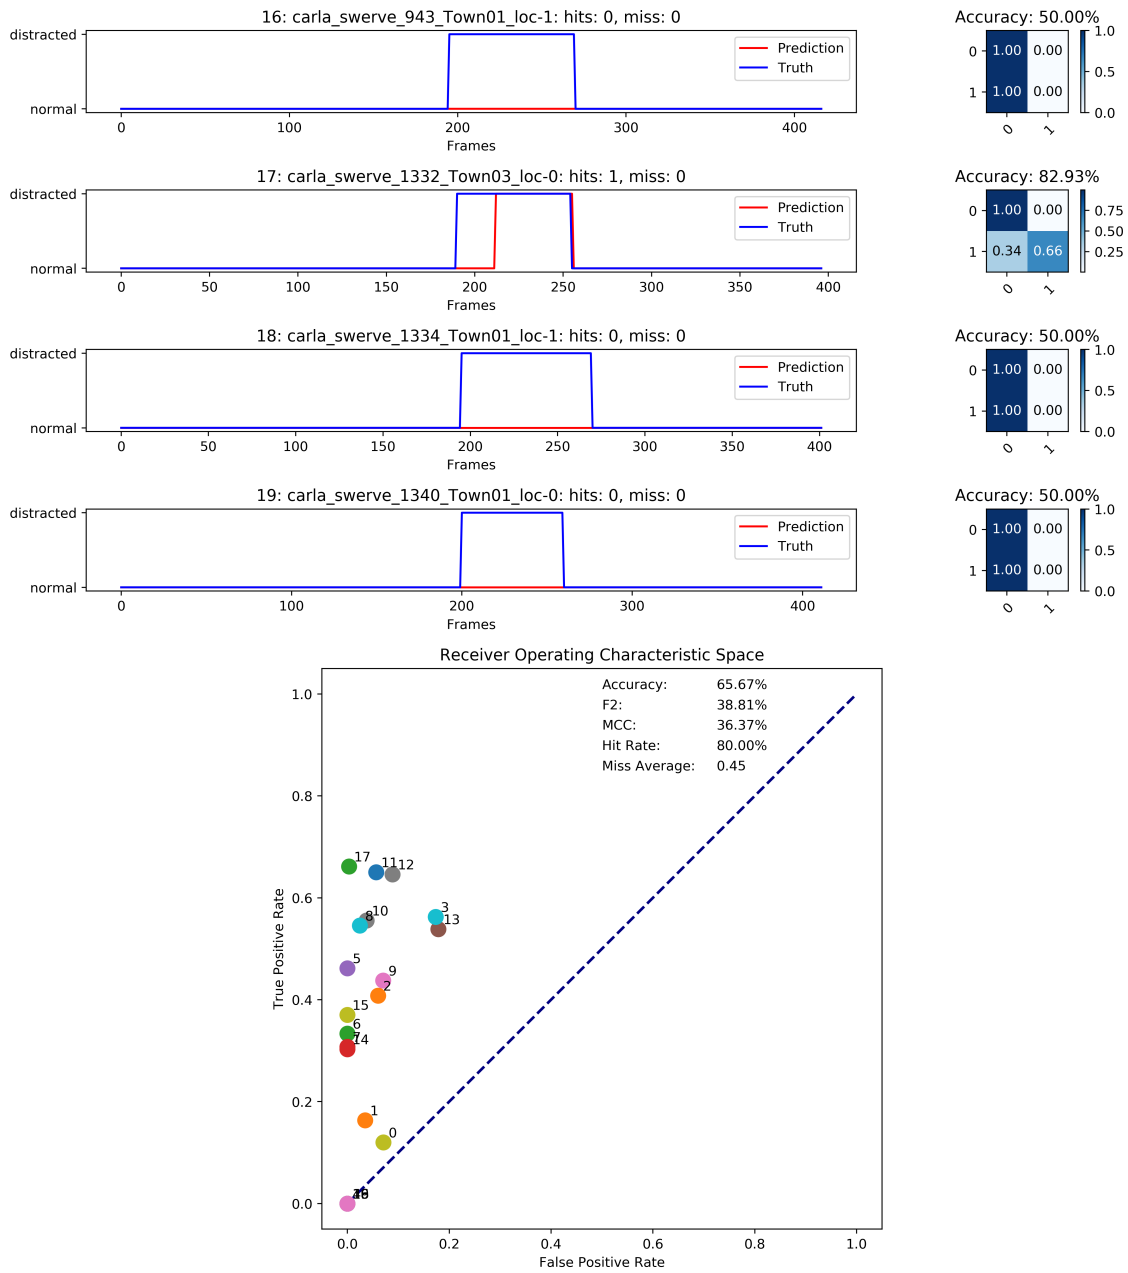 16: carla_swerve_943_Town01_loc-1: hits: 0, miss: 0
Accuracy: 50.00%
distracted
normal
Prediction
Truth
0 100 200 300 400
Frames
0 1.00 0.00
1 1.00 0.00
0 1
1.0
0.5
0.0
17: carla_swerve_1332_Town03_loc-0: hits: 1, miss: 0
Accuracy: 82.93%
distracted
normal
Prediction
Truth
0 50 100 150 200 250 300 350 400
Frames
0 1.00 0.00
1 0.34 0.66
0 1
0.75
0.50
0.25
18: carla_swerve_1334_Town01_loc-1: hits: 0, miss: 0
Accuracy: 50.00%
distracted
normal
Prediction
Truth
0 50 100 150 200 250 300 350 400
Frames
0 1.00 0.00
1 1.00 0.00
0 1
1.0
0.5
0.0
19: carla_swerve_1340_Town01_loc-0: hits: 0, miss: 0
Accuracy: 50.00%
distracted
normal
Prediction
Truth
0 100 200 300 400
Frames
0 1.00 0.00
1 1.00 0.00
0 1
1.0
0.5
0.0
Receiver Operating Characteristic Space
Accuracy: 65.67%
F2: 38.81%
MCC: 36.37%
Hit Rate: 80.00%
Miss Average: 0.45
1.0
0.8
0.6
0.4
0.2
0.0
True Positive Rate
17
11
12
3
13
10
8
5
9
2
15
6
7
14
1
0
0.0 0.2 0.4 0.6 0.8 1.0
False Positive Rate